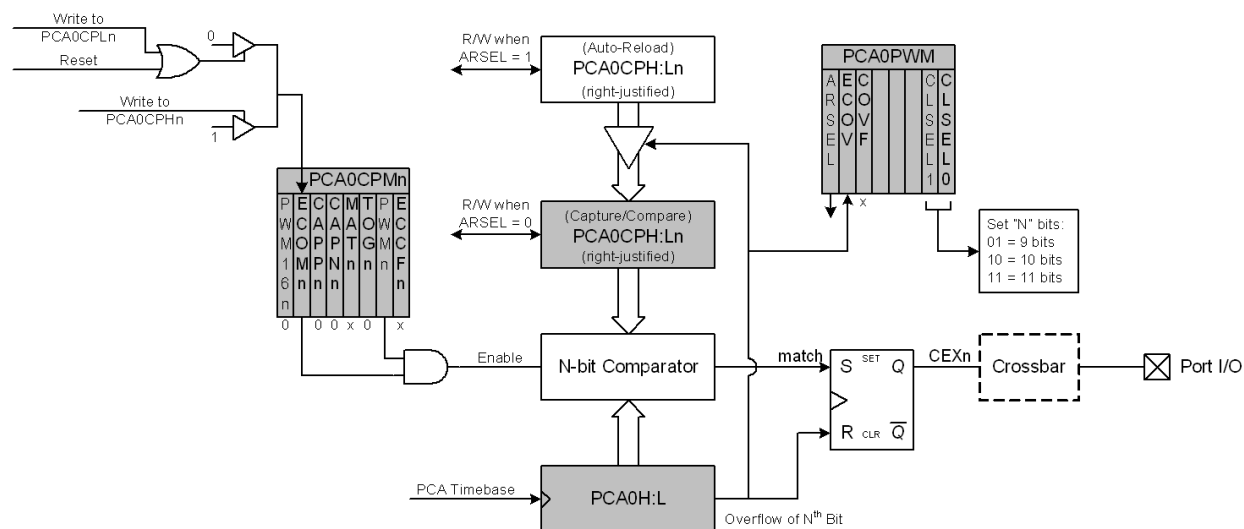 Write to
PCA0CPLn
Reset
0
Write to
PCA0CPHn
1
R/W when
ARSEL = 1
(Auto-Reload)
PCA0CPH:Ln
(right-justified)
PCA0PWM
ARSEL
ECOV
COVF
CLSEL1
CLSEL0
x
PCA0CPMn
PWM16n
ECOMn
CAPPn
CAPNn
MATn
TOGn
PWMn
ECCFn
0 0 0 x 0 x
R/W when
ARSEL = 0
(Capture/Compare)
PCA0CPH:Ln
(right-justified)
Set "N" bits:
01 = 9 bits
10 = 10 bits
11 = 11 bits
Enable
N-bit Comparator
match
S SET Q
R CLR Q
CEXn
Crossbar
Port I/O
PCA Timebase
PCA0H:L
Overflow of Nth Bit